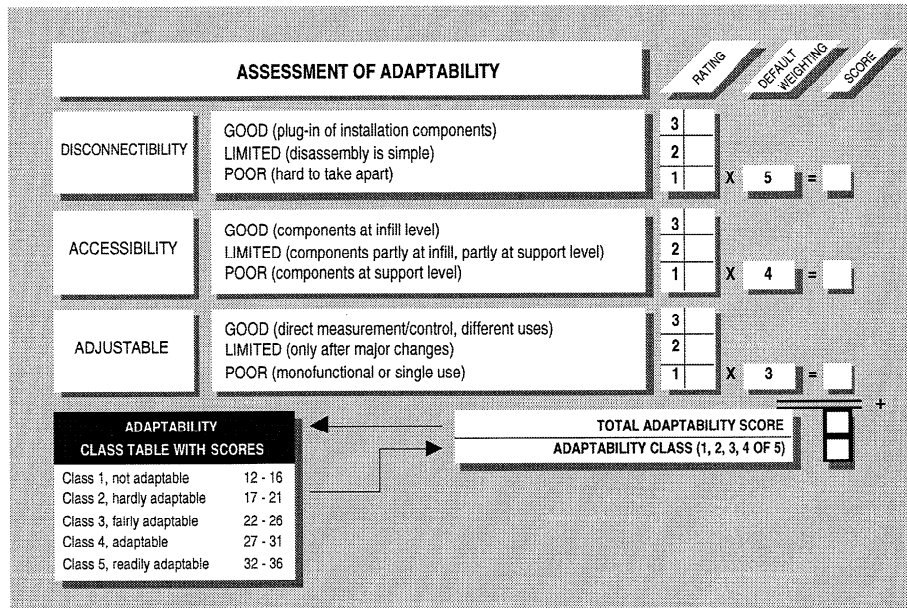 ASSESSMENT OF ADAPTABILITY
RATING
DEFAULT
WEIGHTING
SCORE
DISCONNECTIBILITY
GOOD (plug-in of installation components)
LIMITED (disassembly is simple)
POOR (hard to take apart)
3
2
1 X 5 =
ACCESSIBILITY
GOOD (components at infill level)
LIMITED (components partly at infill, partly at support level)
POOR (components at support level)
3
2
1 X 4 =
ADJUSTABLE
GOOD (direct measurement/control, different uses)
LIMITED (only after major changes)
POOR (monofunctional or single use)
3
2
1 X 3 =
+
TOTAL ADAPTABILITY SCORE
ADAPTABILITY CLASS (1, 2, 3, 4 OF 5)
ADAPTABILITY
CLASS TABLE WITH SCORES
Class 1, not adaptable 12 - 16
Class 2, hardly adaptable 17 - 21
Class 3, fairly adaptable 22 - 26
Class 4, adaptable 27 - 31
Class 5, readily adaptable 32 - 36